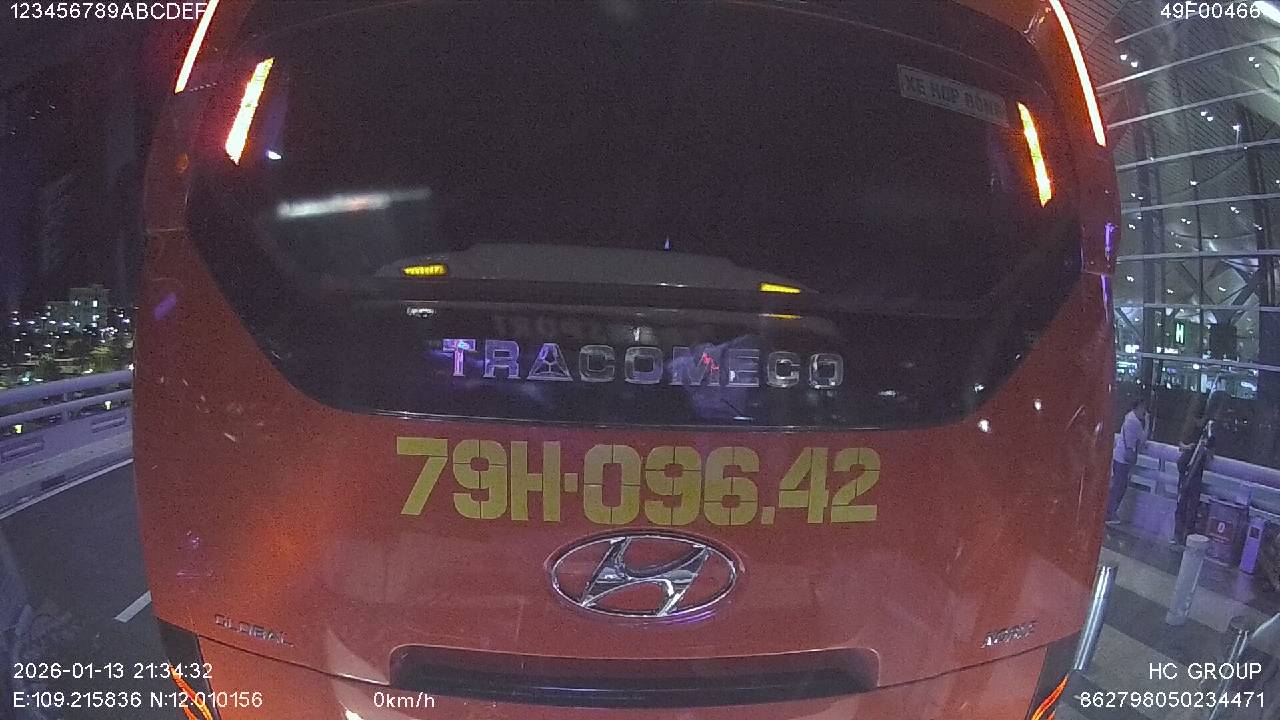 123456789ABCDEF
49F00466
XE HỢP ĐỒNG
TRACOMECO
79H-096.42
GLOBAL
2026-01-13 21:34:32
HC GROUP
E:109.215836 N:12.010156
0km/h
862798050234471